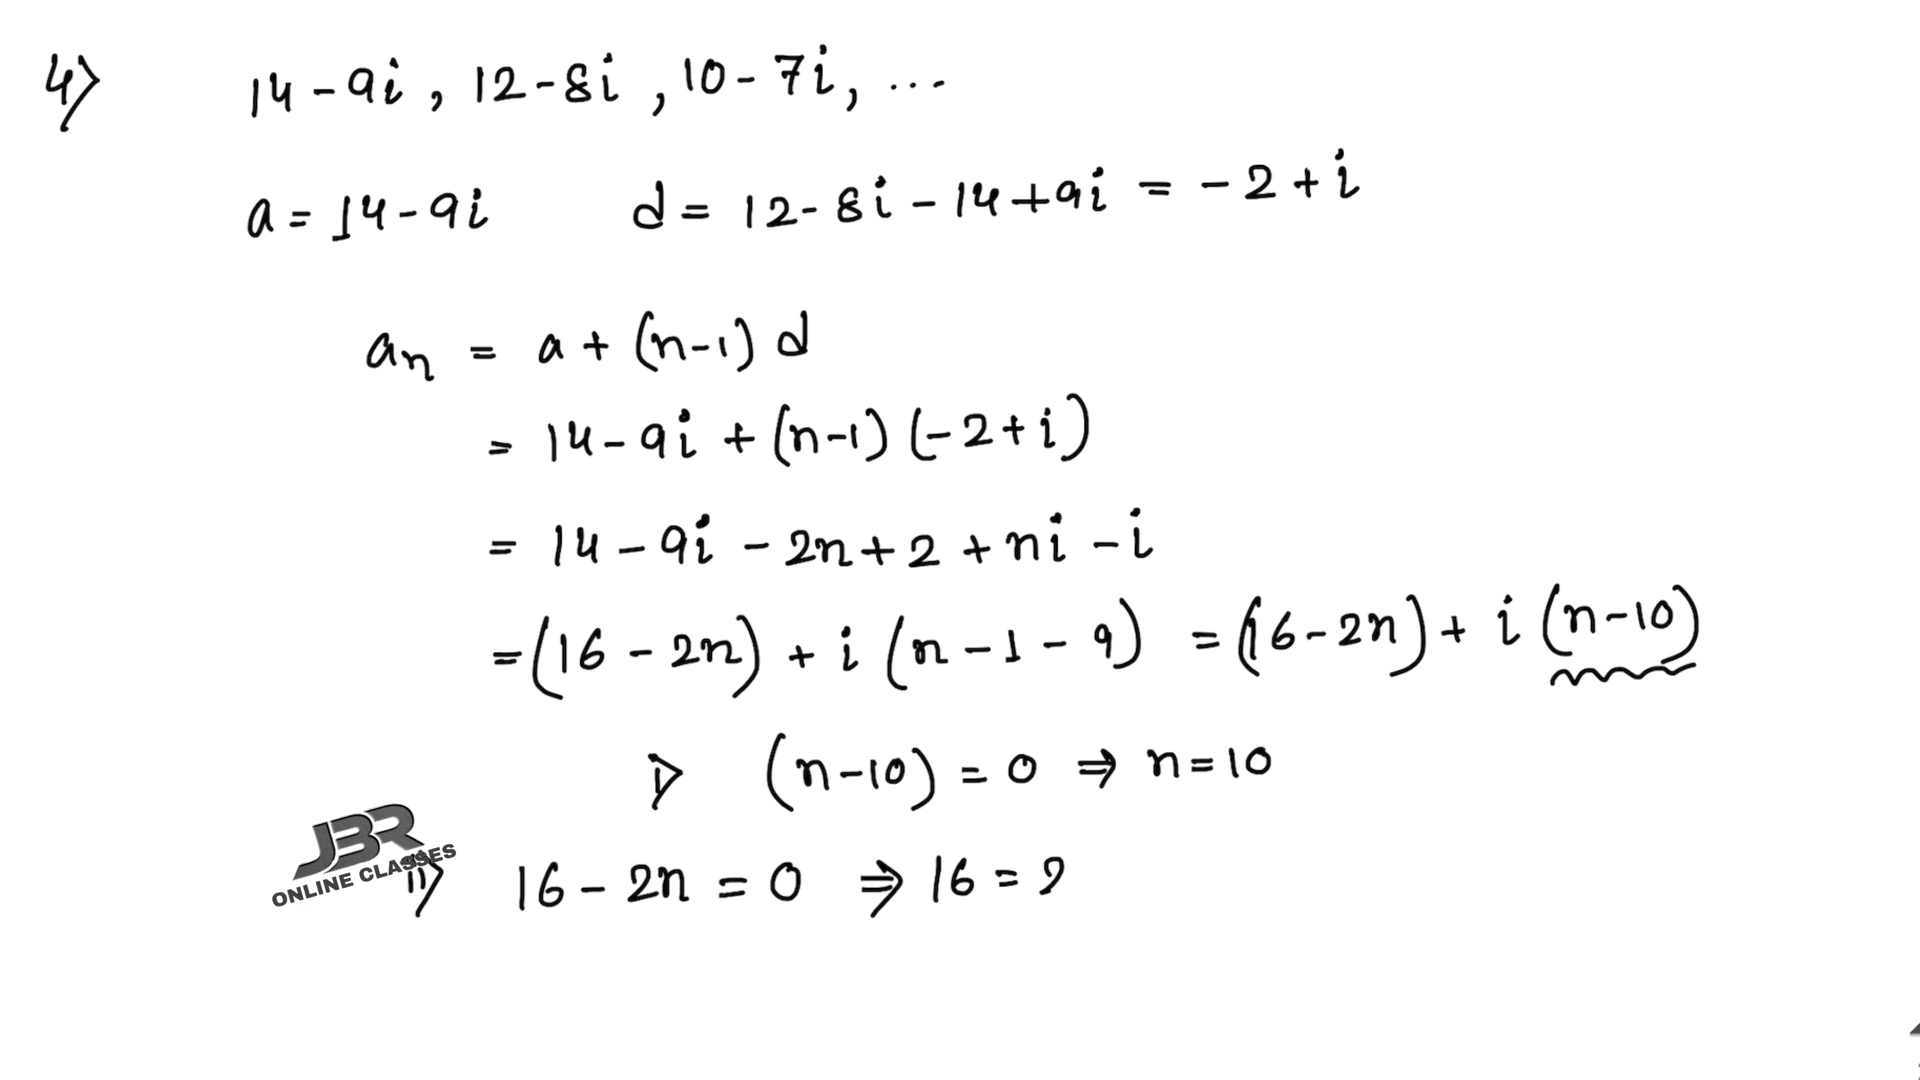 4) 14-9i, 12-8i, 10-7i, ...
a = 14-9i d = 12-8i-14+9i = -2+i
an = a+(n-1)d
= 14-9i+(n-1)(-2+i)
= 14-9i-2n+2+ni-i
=(16-2n)+i(n-1-9) =(16-2n)+i(n-10)
i) (n-10)=0 ⇒ n=10
JBR
ONLINE CLASSES
ii) 16-2n=0 ⇒ 16=2